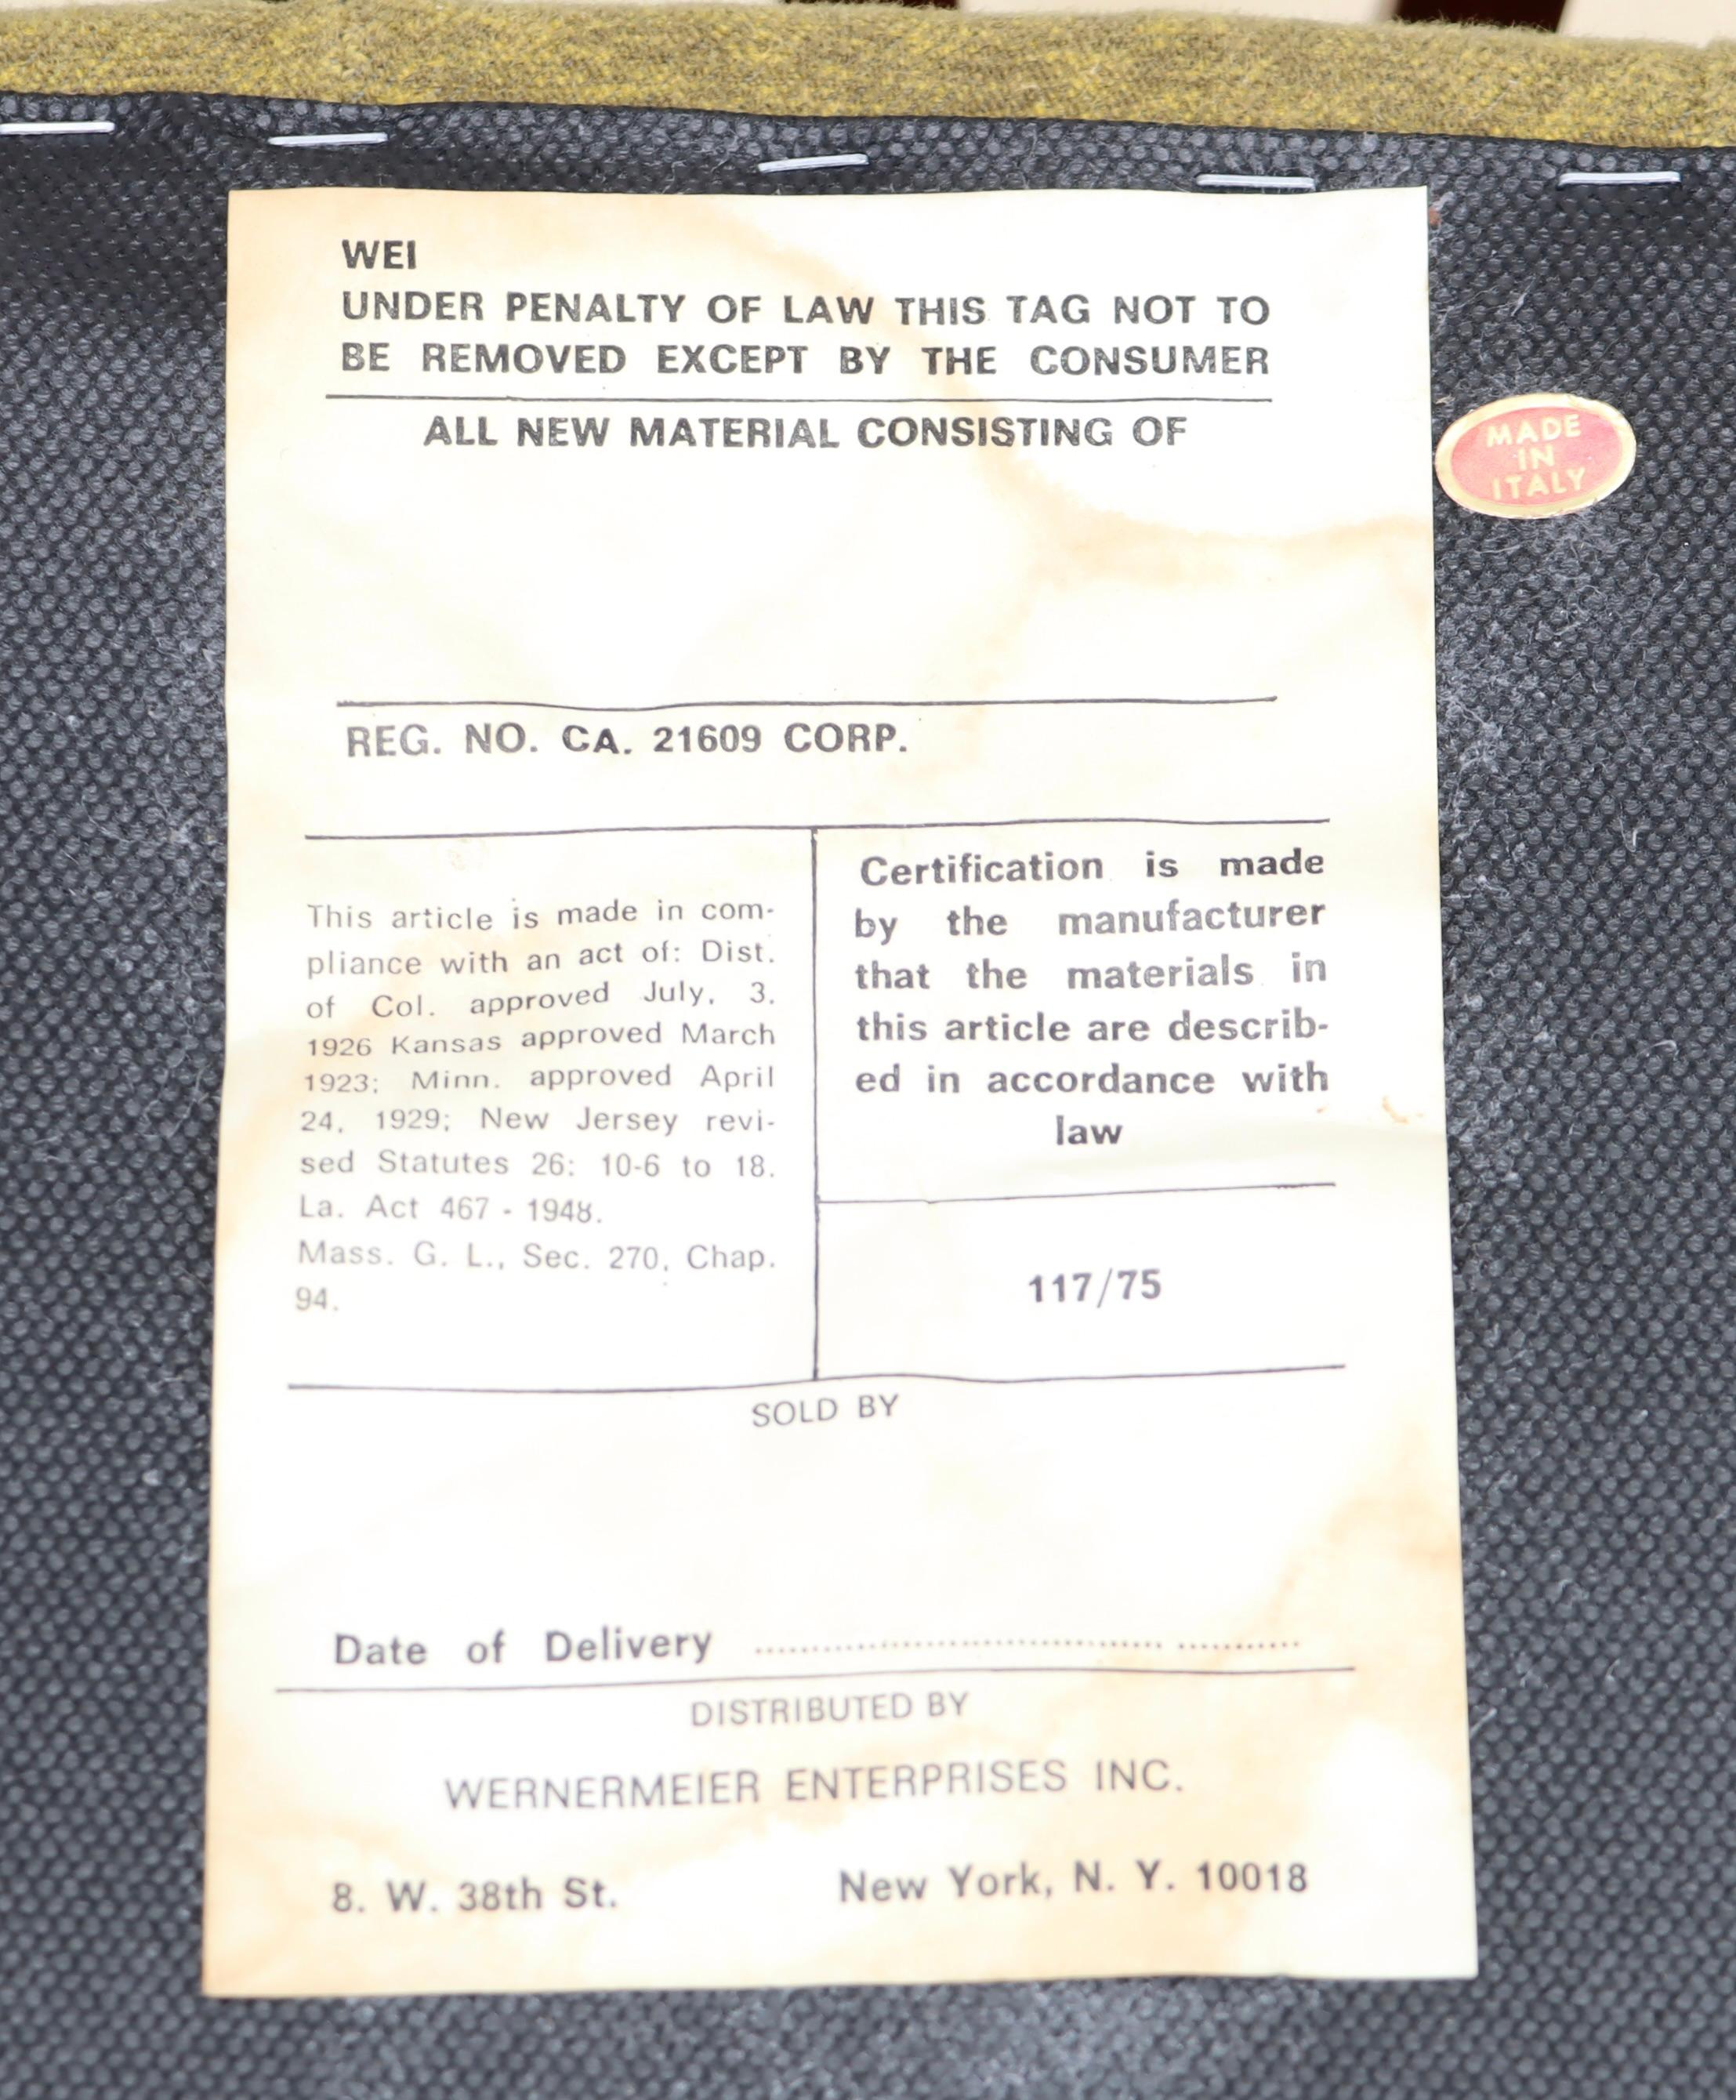 WEI
UNDER PENALTY OF LAW THIS TAG NOT TO
BE REMOVED EXCEPT BY THE CONSUMER
ALL NEW MATERIAL CONSISTING OF
MADE
IN
ITALY
REG. NO. CA. 21609 CORP.
This article is made in com-
pliance with an act of: Dist.
of Col. approved July, 3.
1926 Kansas approved March
1923; Minn. approved April
24, 1929; New Jersey revi-
sed Statutes 26: 10-6 to 18.
La. Act 467 - 1948.
Mass. G. L., Sec. 270, Chap.
94.
Certification is made
by the manufacturer
that the materials in
this article are describ-
ed in accordance with
law
117/75
SOLD BY
Date of Delivery ............................................................
DISTRIBUTED BY
WERNERMEIER ENTERPRISES INC.
8. W. 38th St. New York, N. Y. 10018